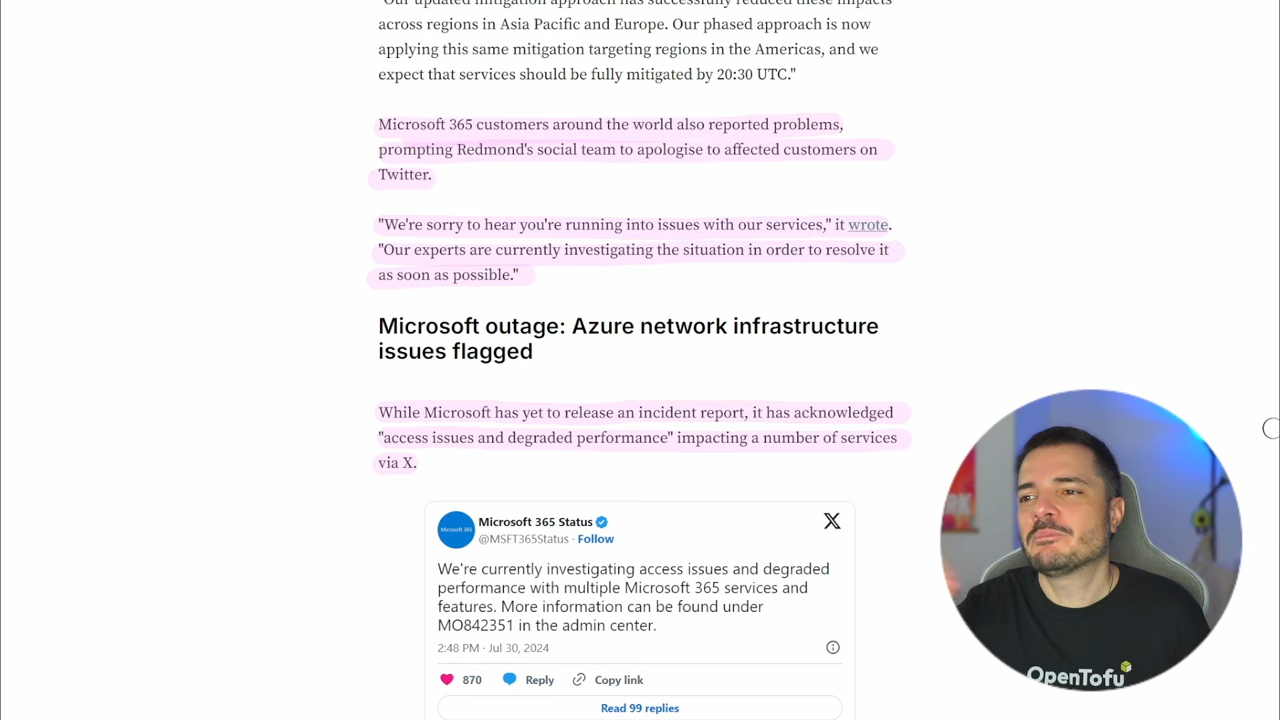 "Our updated mitigation approach has successfully reduced these impacts
across regions in Asia Pacific and Europe. Our phased approach is now
applying this same mitigation targeting regions in the Americas, and we
expect that services should be fully mitigated by 20:30 UTC."
Microsoft 365 customers around the world also reported problems,
prompting Redmond's social team to apologise to affected customers on
Twitter.
"We're sorry to hear you're running into issues with our services," it wrote.
"Our experts are currently investigating the situation in order to resolve it
as soon as possible."
Microsoft outage: Azure network infrastructure
issues flagged
While Microsoft has yet to release an incident report, it has acknowledged
"access issues and degraded performance" impacting a number of services
via X.
Microsoft 365
Microsoft 365 Status
@MSFT365Status · Follow
We're currently investigating access issues and degraded
performance with multiple Microsoft 365 services and
features. More information can be found under
MO842351 in the admin center.
2:48 PM · Jul 30, 2024
870 Reply Copy link
Read 99 replies
OpenTofu